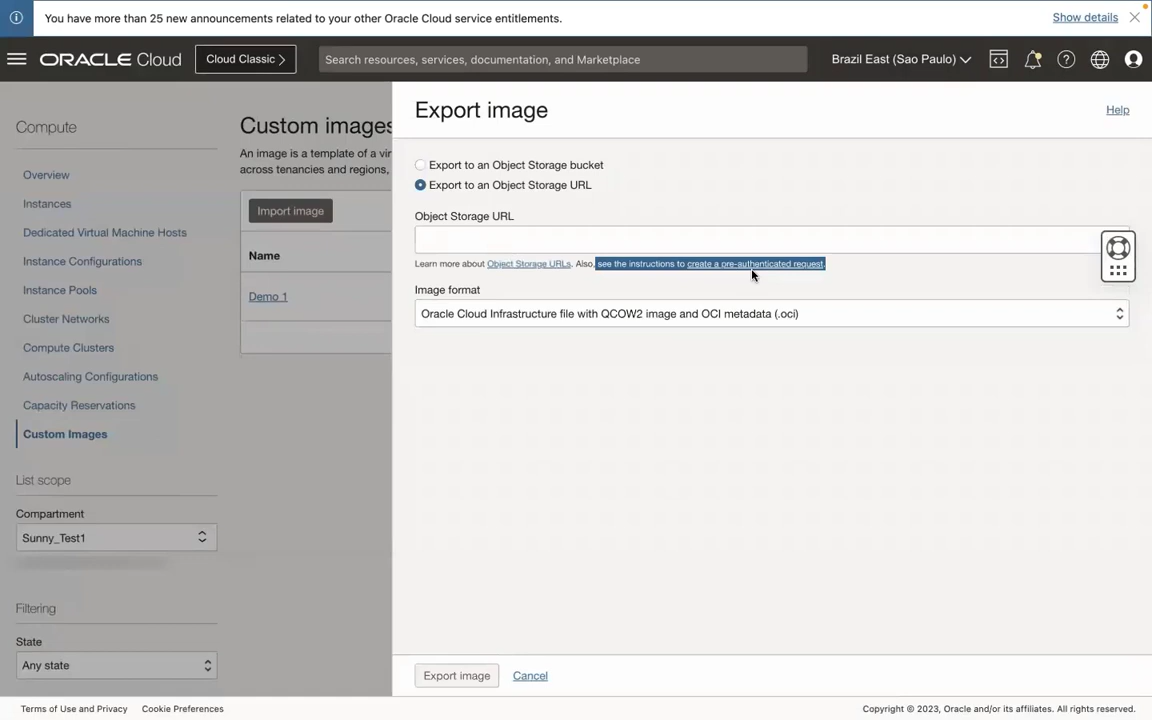 You have more than 25 new announcements related to your other Oracle Cloud service entitlements.
Show details
ORACLE Cloud
Cloud Classic
Search resources, services, documentation, and Marketplace
Brazil East (Sao Paulo)
Compute
Overview
Instances
Dedicated Virtual Machine Hosts
Instance Configurations
Instance Pools
Cluster Networks
Compute Clusters
Autoscaling Configurations
Capacity Reservations
Custom Images
List scope
Compartment
Sunny_Test1
Filtering
State
Any state
Custom images
An image is a template of a vir
across tenancies and regions,
Import image
Name
Demo 1
Export image
Help
Export to an Object Storage bucket
Export to an Object Storage URL
Object Storage URL
Learn more about Object Storage URLs. Also, see the instructions to create a pre-authenticated request.
Image format
Oracle Cloud Infrastructure file with QCOW2 image and OCI metadata (.oci)
Export image
Cancel
Terms of Use and Privacy
Cookie Preferences
Copyright © 2023, Oracle and/or its affiliates. All rights reserved.